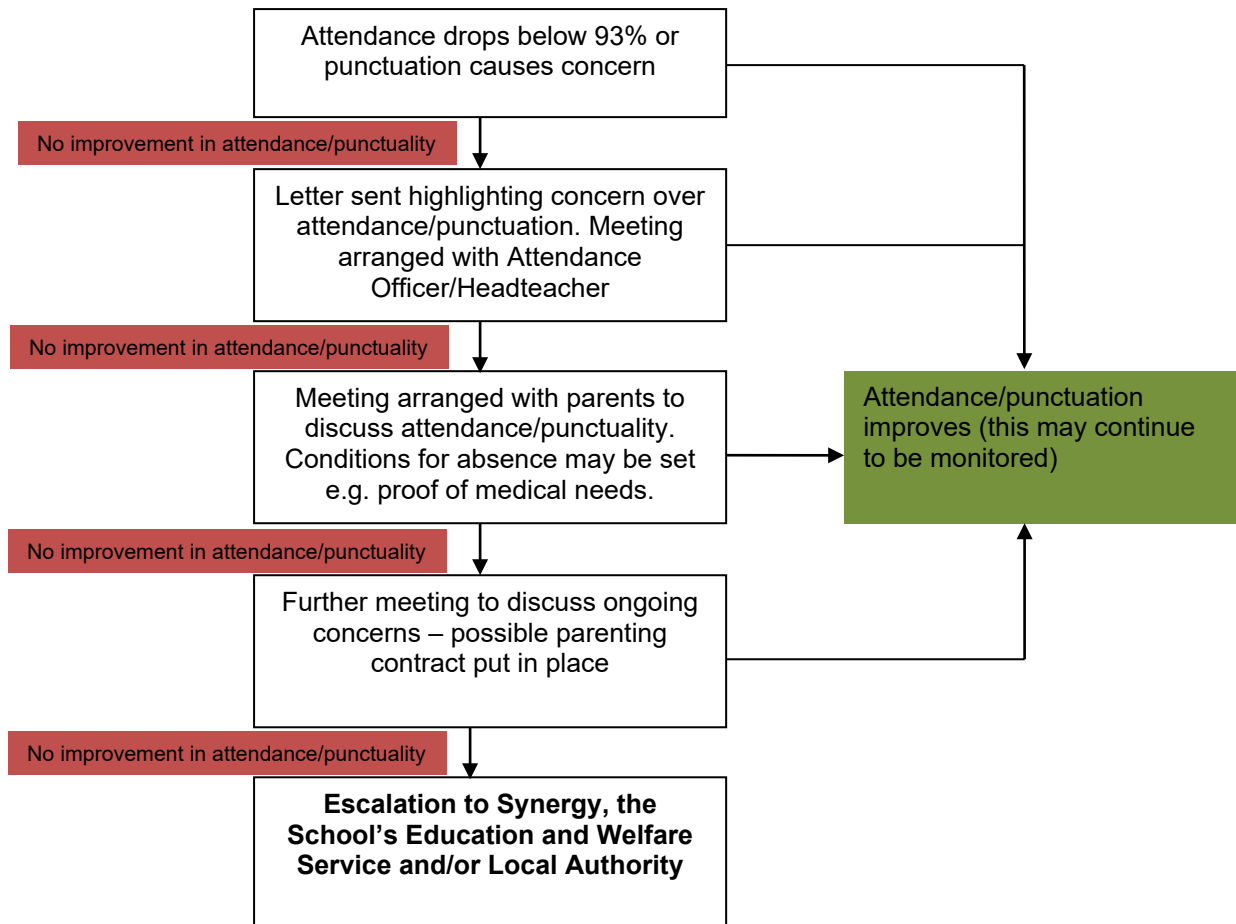 Attendance drops below 93% or
punctuation causes concern
No improvement in attendance/punctuality
Letter sent highlighting concern over
attendance/punctuation. Meeting
arranged with Attendance
Officer/Headteacher
No improvement in attendance/punctuality
Meeting arranged with parents to
discuss attendance/punctuality.
Conditions for absence may be set
e.g. proof of medical needs.
Attendance/punctuation
improves (this may continue
to be monitored)
No improvement in attendance/punctuality
Further meeting to discuss ongoing
concerns – possible parenting
contract put in place
No improvement in attendance/punctuality
Escalation to Synergy, the
School’s Education and Welfare
Service and/or Local Authority